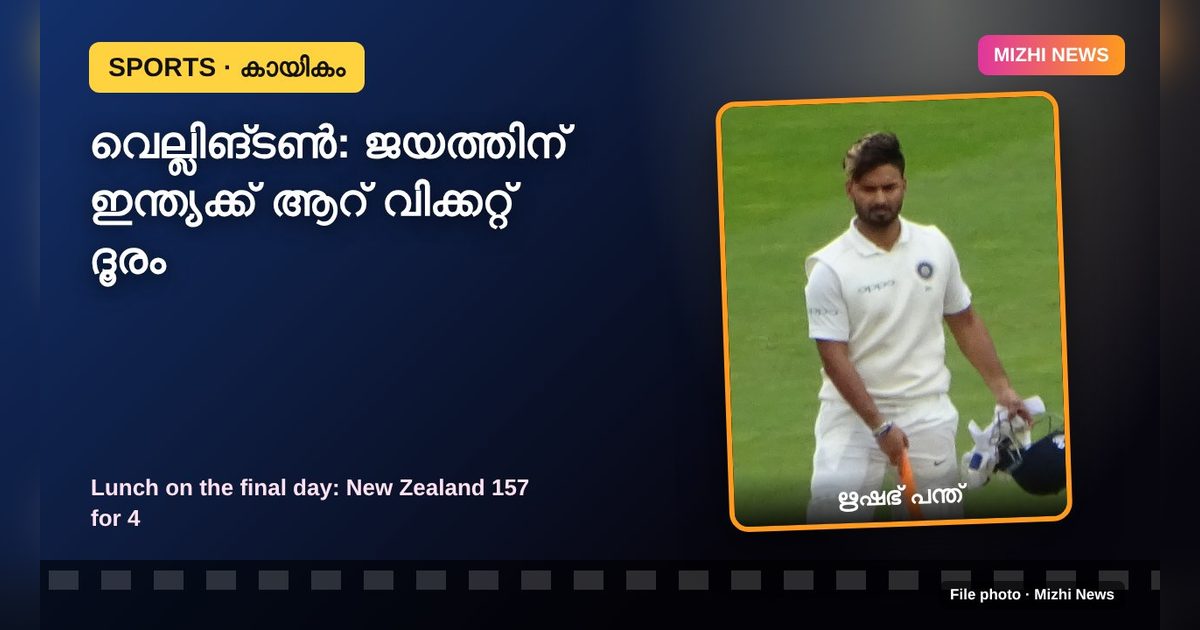 SPORTS · കായികം
MIZHI NEWS
വെല്ലിങ്ടൺ: ജയത്തിന്
ഇന്ത്യക്ക് ആറ് വിക്കറ്റ്
ദൂരം
oppo
ഋഷഭ് പന്ത്
Lunch on the final day: New Zealand 157
for 4
File photo · Mizhi News